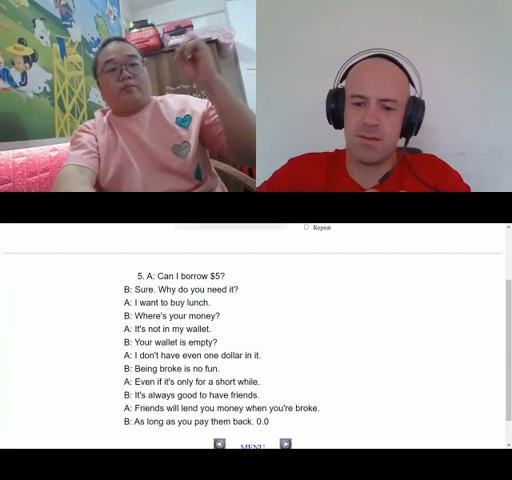 Repeat
5. A: Can I borrow $5?
B: Sure. Why do you need it?
A: I want to buy lunch.
B: Where's your money?
A: It's not in my wallet.
B: Your wallet is empty?
A: I don't have even one dollar in it.
B: Being broke is no fun.
A: Even if it's only for a short while.
B: It's always good to have friends.
A: Friends will lend you money when you're broke.
B: As long as you pay them back. 0.0
MENU